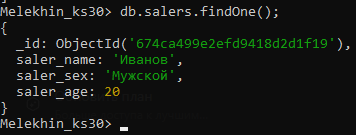 Melekhin_ks30> db.salers.findOne();
{
  _id: ObjectId('674ca499e2efd9418d2d1f19'),
  saler_name: 'Иванов',
  saler_sex: 'Мужской',
  saler_age: 20
}
Melekhin_ks30>